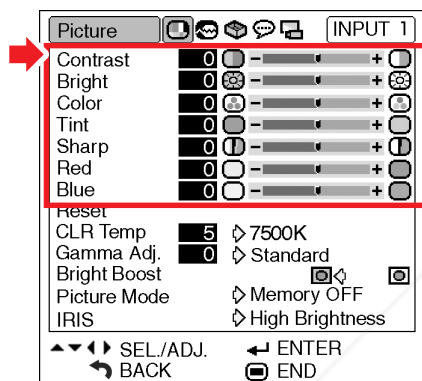 Picture INPUT 1
Contrast 0 - +
Bright 0 - +
Color 0 - +
Tint 0 - +
Sharp 0 - +
Red 0 - +
Blue 0 - +
Reset
CLR Temp 5 7500K
Gamma Adj. 0 Standard
Bright Boost
Picture Mode Memory OFF
IRIS High Brightness
SEL./ADJ. ENTER
BACK END